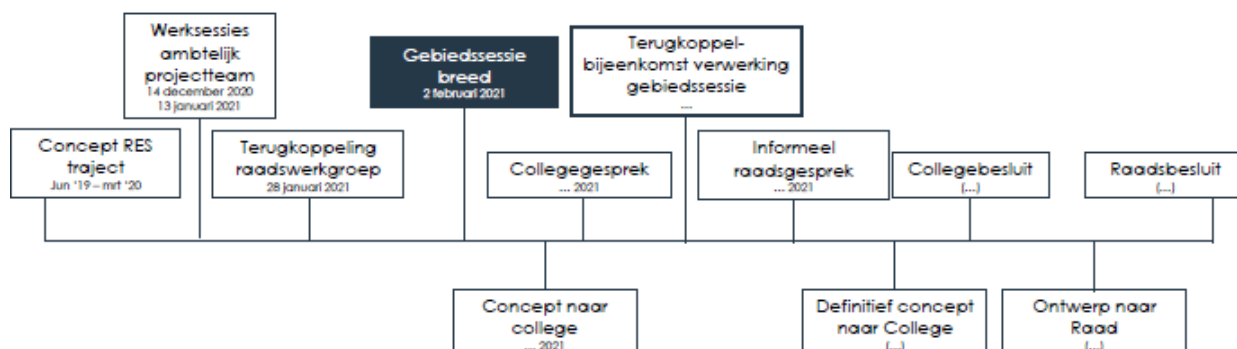 Werksessies
ambtelijk
projectteam
14 december 2020
13 januari 2021
Gebiedssessie
breed
2 februari 2021
Terugkoppel-
bijeenkomst verwerking
gebiedssessie
....
Concept RES
traject
Jun '19 – mrt '20
Terugkoppeling
raadswerkgroep
28 januari 2021
Collegegesprek
... 2021
Informeel
raadsgesprek
... 2021
Collegebesluit
(...)
Raadsbesluit
(...)
Concept naar
college
... 2021
Definitief concept
naar College
(...)
Ontwerp naar
Raad
(...)